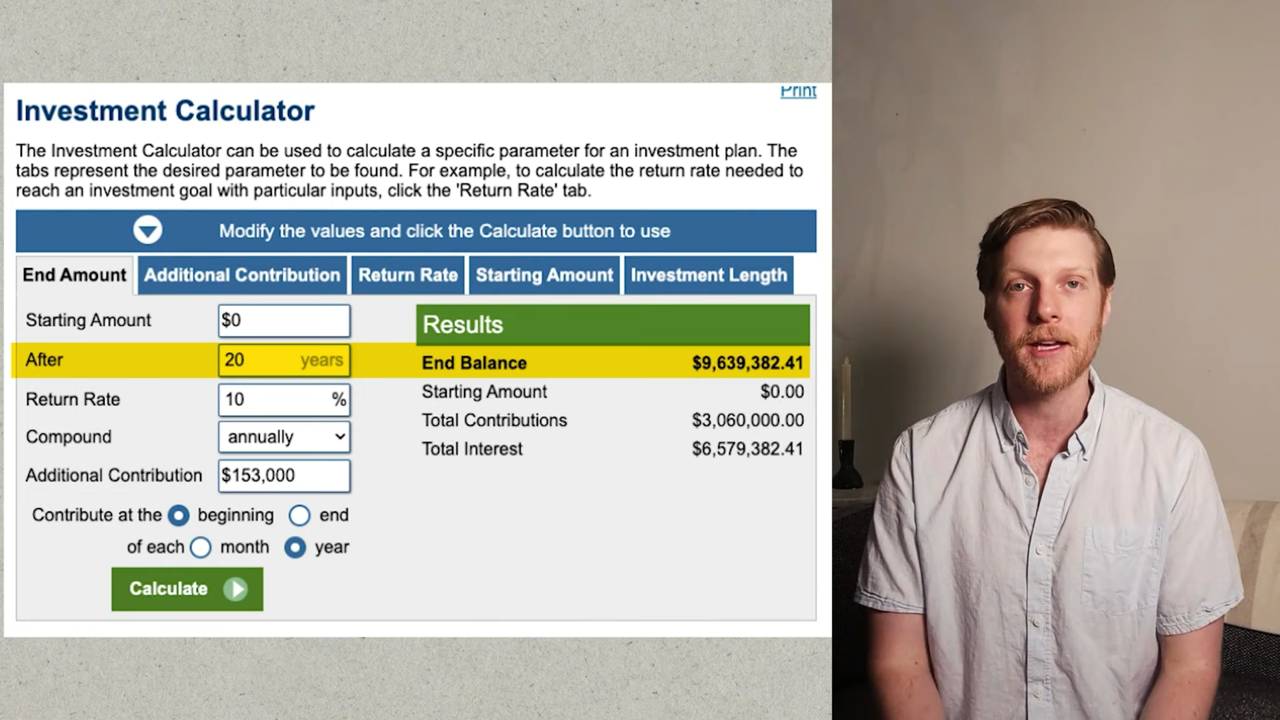 Print
Investment Calculator
The Investment Calculator can be used to calculate a specific parameter for an investment plan. The
tabs represent the desired parameter to be found. For example, to calculate the return rate needed to
reach an investment goal with particular inputs, click the 'Return Rate' tab.
Modify the values and click the Calculate button to use
End Amount Additional Contribution Return Rate Starting Amount Investment Length
Starting Amount $0
After 20 years
Return Rate 10 %
Compound annually
Additional Contribution $153,000
Contribute at the beginning end
of each month year
Calculate
Results
End Balance $9,639,382.41
Starting Amount $0.00
Total Contributions $3,060,000.00
Total Interest $6,579,382.41